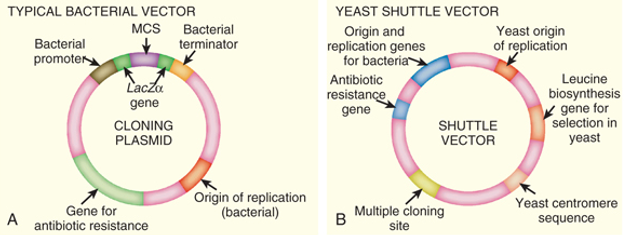 TYPICAL BACTERIAL VECTOR
MCS
Bacterial
promoter
Bacterial
terminator
LacZα
gene
CLONING
PLASMID
Gene for
antibiotic resistance
Origin of replication
(bacterial)
A
YEAST SHUTTLE VECTOR
Origin and
replication genes
for bacteria
Yeast origin
of replication
Antibiotic
resistance
gene
Leucine
biosynthesis
gene for
selection in
yeast
SHUTTLE
VECTOR
Multiple cloning
site
Yeast centromere
sequence
B